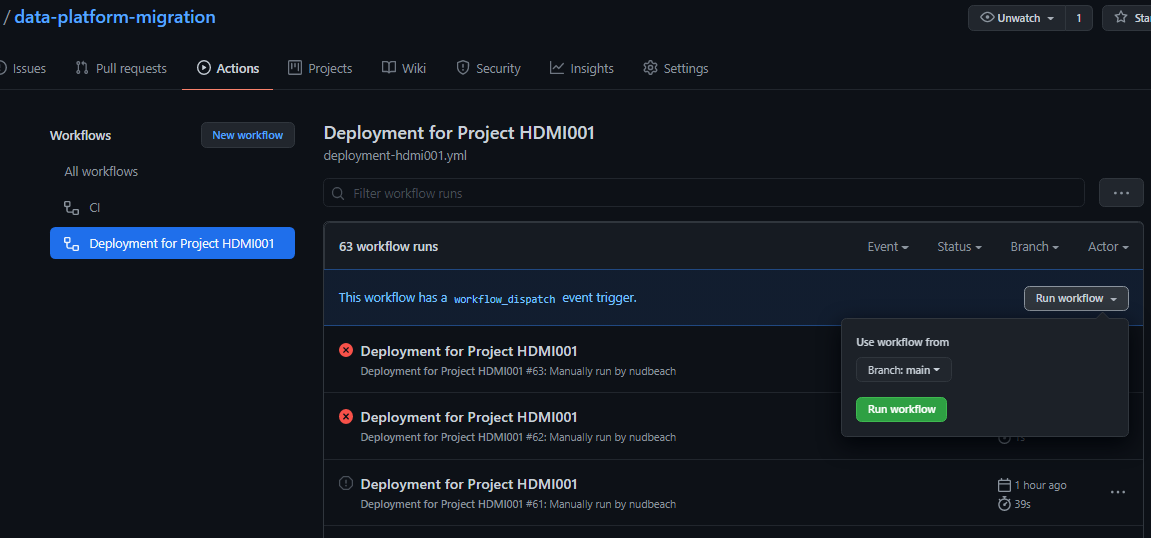 / data-platform-migration
Unwatch 1
Issues Pull requests Actions Projects Wiki Security Insights Settings
Workflows
New workflow
All workflows
CI
Deployment for Project HDMI001
Deployment for Project HDMI001
deployment-hdmi001.yml
Filter workflow runs
63 workflow runs
Event Status Branch Actor
This workflow has a workflow_dispatch event trigger.
Run workflow
Use workflow from
Branch: main
Run workflow
Deployment for Project HDMI001
Deployment for Project HDMI001 #63: Manually run by nudbeach
Deployment for Project HDMI001
Deployment for Project HDMI001 #62: Manually run by nudbeach
Deployment for Project HDMI001
Deployment for Project HDMI001 #61: Manually run by nudbeach
1 hour ago
39s